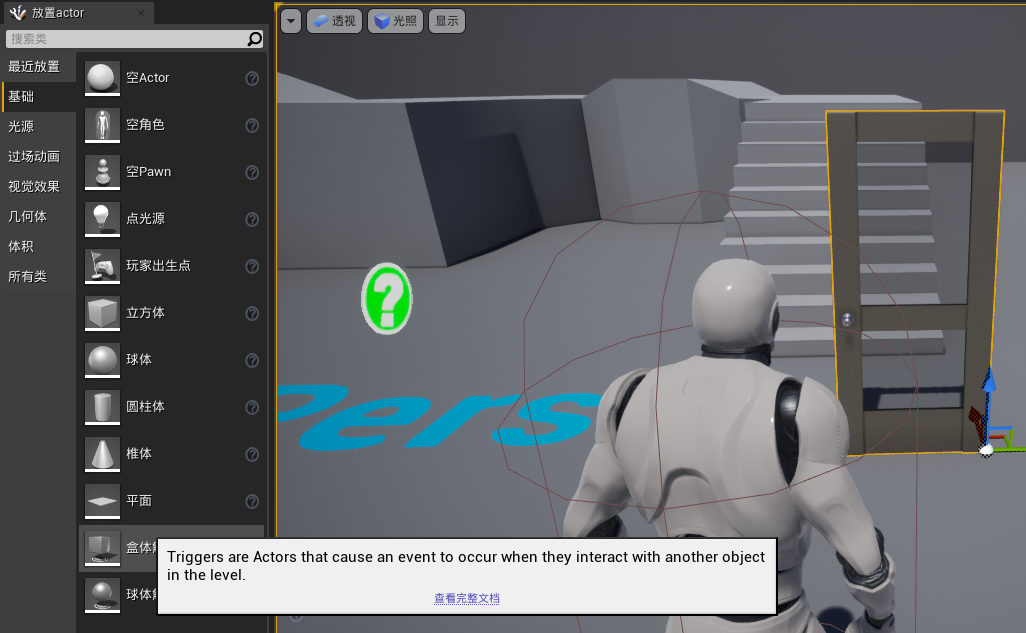 放置actor
搜索类
最近放置
基础
光源
过场动画
视觉效果
几何体
体积
所有类
空Actor
空角色
空Pawn
点光源
玩家出生点
立方体
球体
圆柱体
椎体
平面
盒体
球体
透视
光照
显示
Pers
Triggers are Actors that cause an event to occur when they interact with another object
in the level.
查看完整文档